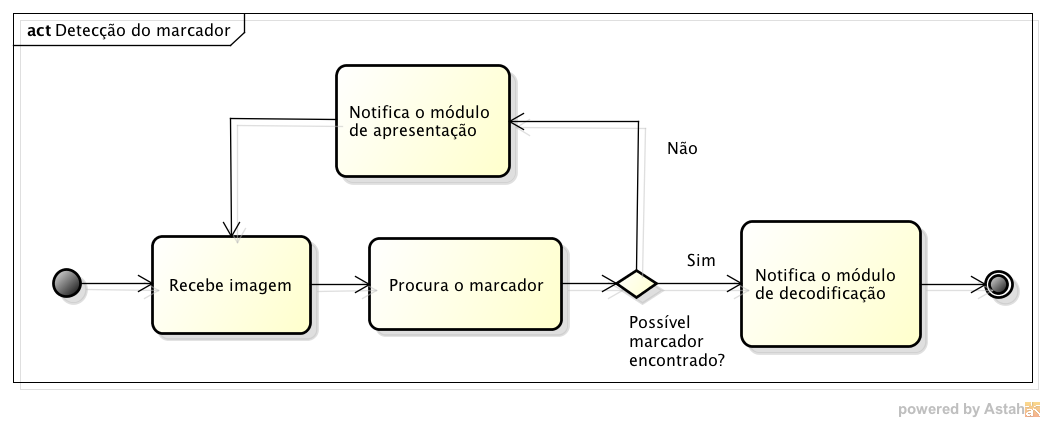 act Detecção do marcador
Notifica o módulo
de apresentação
Não
Recebe imagem
Procura o marcador
Sim
Notifica o módulo
de decodificação
Possível
marcador
encontrado?
powered by Astah